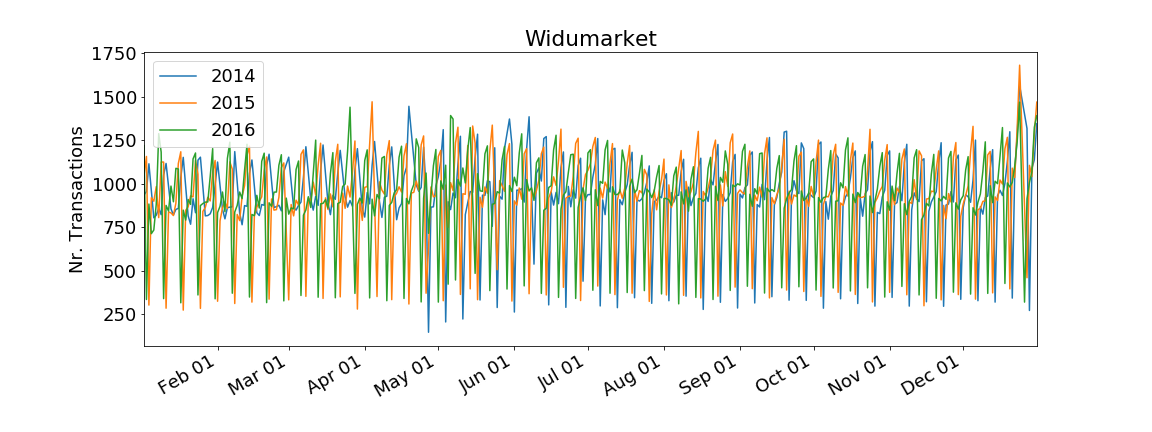 Widumarket
Nr. Transactions
1750
1500
1250
1000
750
500
250
2014
2015
2016
Feb 01
Mar 01
Apr 01
May 01
Jun 01
Jul 01
Aug 01
Sep 01
Oct 01
Nov 01
Dec 01